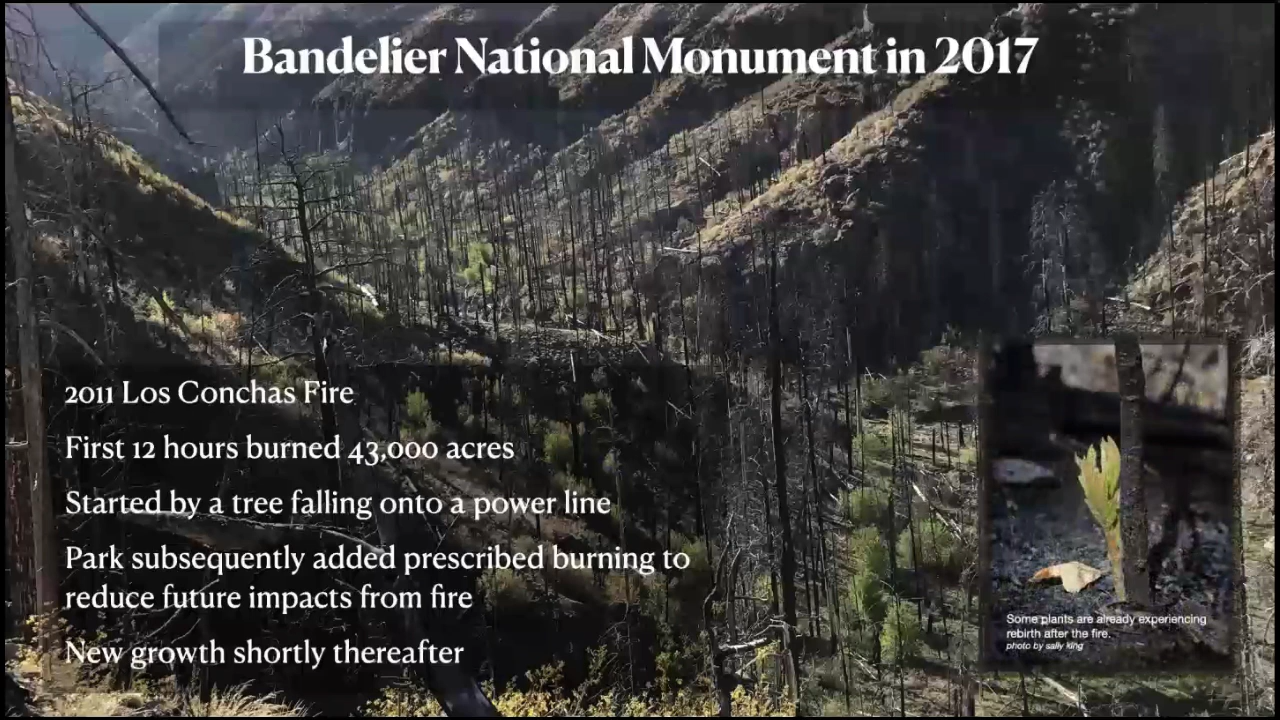 Bandelier National Monument in 2017
2011 Los Conchas Fire
First 12 hours burned 43,000 acres
Started by a tree falling onto a power line
Park subsequently added prescribed burning to
reduce future impacts from fire
New growth shortly thereafter
Some plants are already experiencing
rebirth after the fire.
photo by sally king